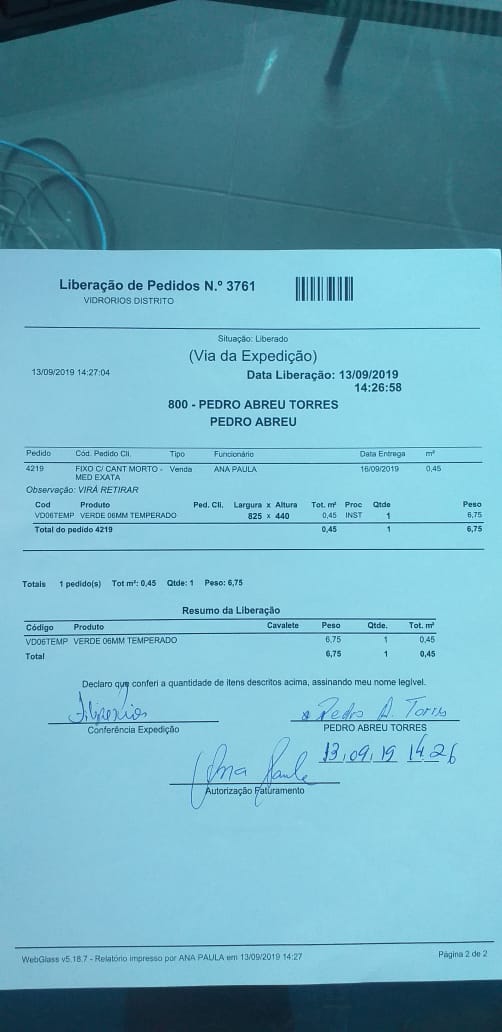 Liberação de Pedidos N.º 3761
VIDRORIOS DISTRITO
Situação: Liberado
(Via da Expedição)
13/09/2019 14:27:04
Data Liberação: 13/09/2019
14:26:58
800 - PEDRO ABREU TORRES
PEDRO ABREU
Pedido Cód. Pedido Cli. Tipo Funcionário Data Entrega m²
4219 FIXO C/ CANT MORTO - MED EXATA Venda ANA PAULA 16/09/2019 0,45
Observação: VIRÁ RETIRAR
Cod Produto Ped. Cli. Largura x Altura Tot. m² Proc Qtde Peso
VD06TEMP VERDE 06MM TEMPERADO 825 x 440 0,45 INST 1 6,75
Total do pedido 4219 0,45 1 6,75
Totais 1 pedido(s) Tot m²: 0,45 Qtde: 1 Peso: 6,75
Resumo da Liberação
Código Produto Cavalete Peso Qtde. Tot. m²
VD06TEMP VERDE 06MM TEMPERADO 6,75 1 0,45
Total 6,75 1 0,45
Declaro que conferi a quantidade de itens descritos acima, assinando meu nome legível.
Pedro A. Torres
Conferência Expedição PEDRO ABREU TORRES
13,09,19 14:26
Ana Paula
Autorização Faturamento
WebGlass v5.18.7 - Relatório impresso por ANA PAULA em 13/09/2019 14:27 Página 2 de 2